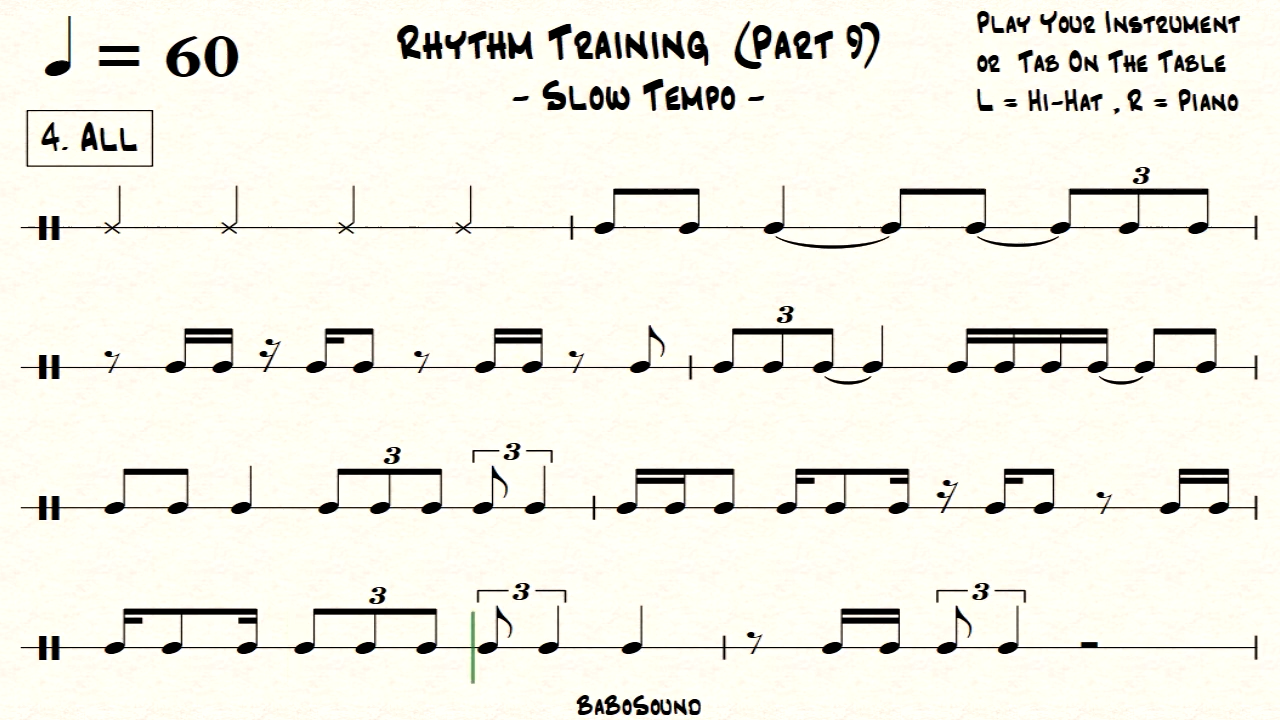 ♩ = 60
Rhythm Training (Part 9)
- Slow Tempo -
Play Your Instrument
or Tab On The Table
L = Hi-Hat , R = Piano
4. All
3
3
3 3
3 3 3
BaBoSound